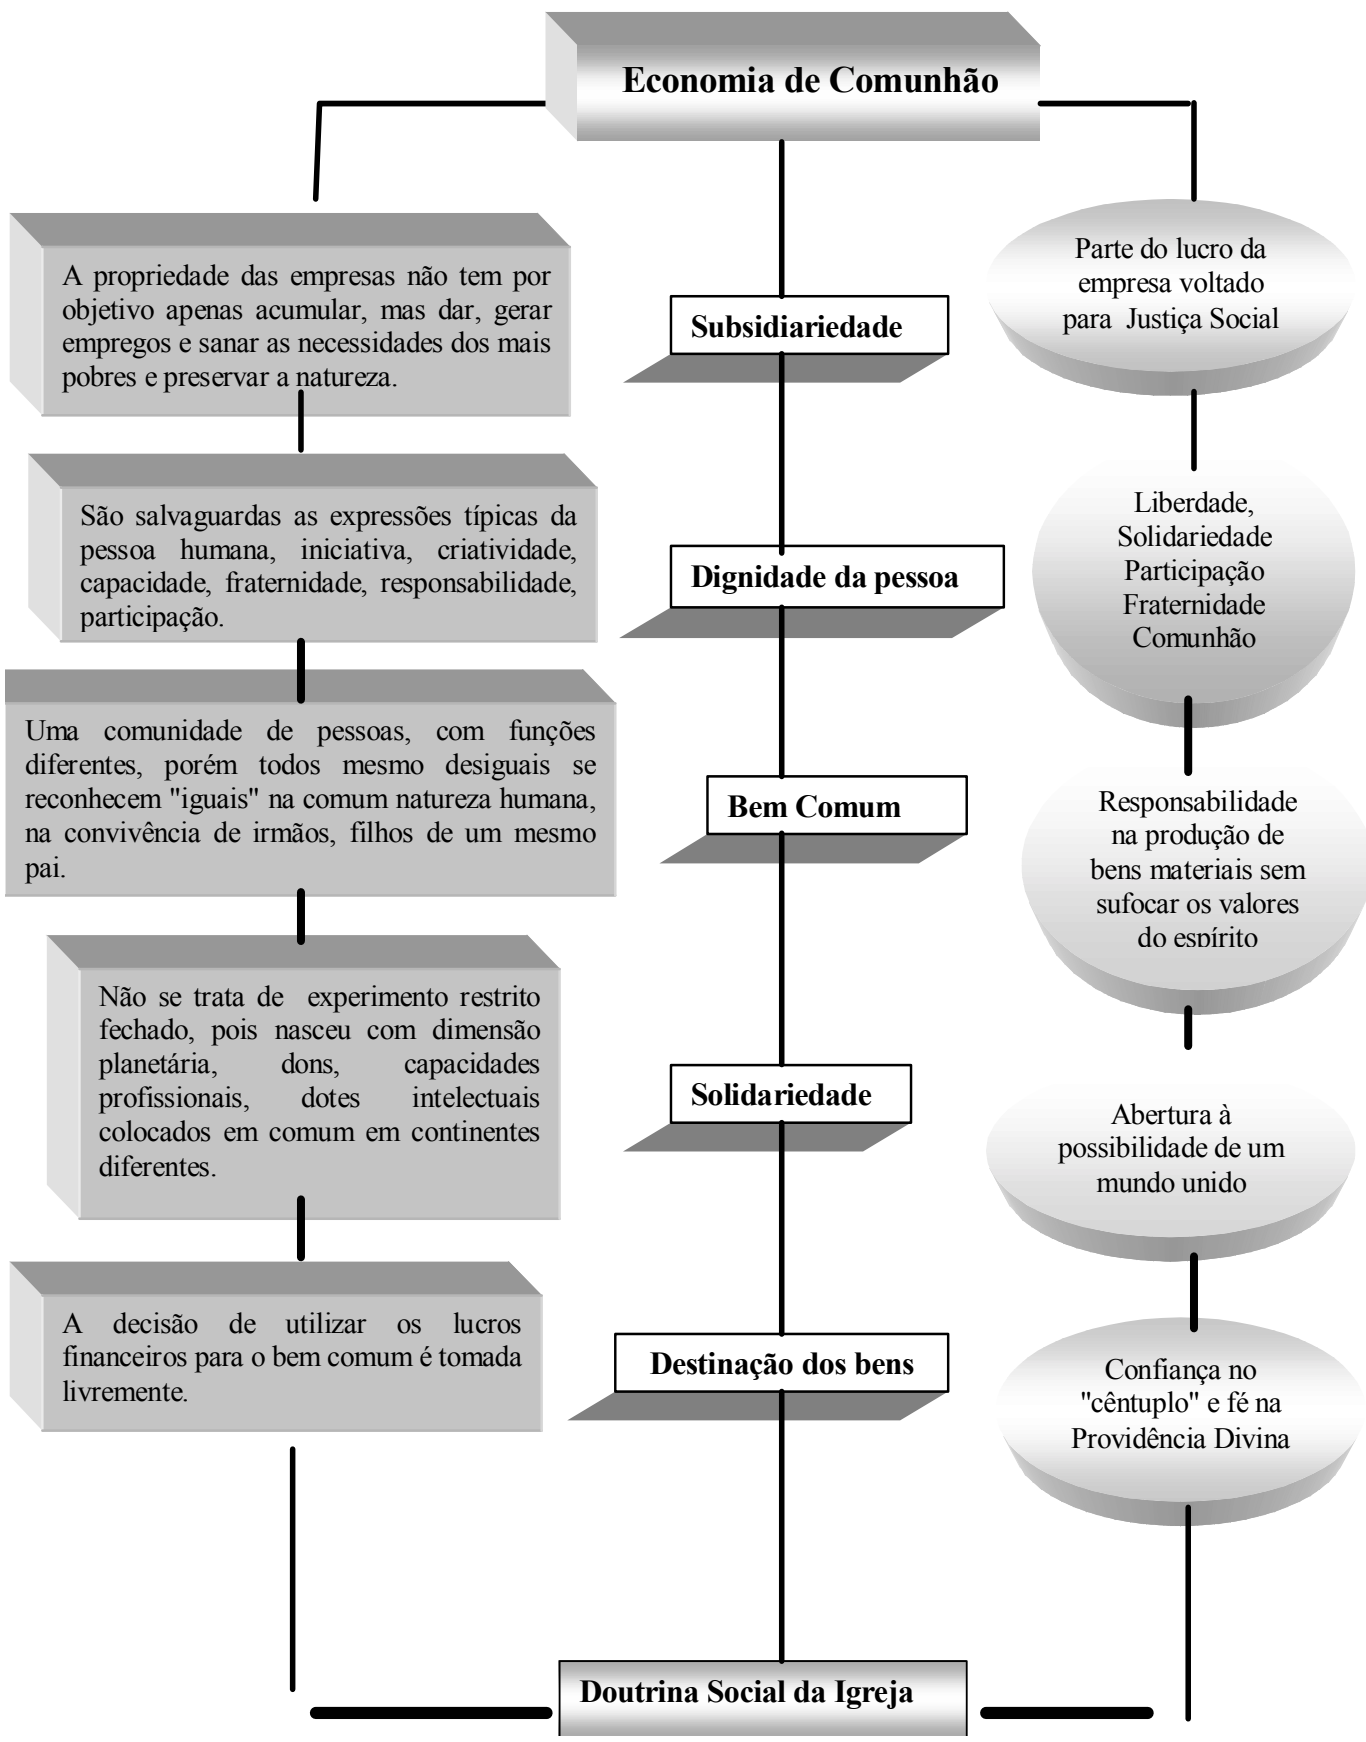 Economia de Comunhão
A propriedade das empresas não tem por
objetivo apenas acumular, mas dar, gerar
empregos e sanar as necessidades dos mais
pobres e preservar a natureza.
Subsidiariedade
Parte do lucro da
empresa voltado
para Justiça Social
São salvaguardas as expressões típicas da
pessoa humana, iniciativa, criatividade,
capacidade, fraternidade, responsabilidade,
participação.
Dignidade da pessoa
Liberdade,
Solidariedade
Participação
Fraternidade
Comunhão
Uma comunidade de pessoas, com funções
diferentes, porém todos mesmo desiguais se
reconhecem "iguais" na comum natureza humana,
na convivência de irmãos, filhos de um mesmo
pai.
Bem Comum
Responsabilidade
na produção de
bens materiais sem
sufocar os valores
do espírito
Não se trata de experimento restrito
fechado, pois nasceu com dimensão
planetária, dons, capacidades
profissionais, dotes intelectuais
colocados em comum em continentes
diferentes.
Solidariedade
Abertura à
possibilidade de um
mundo unido
A decisão de utilizar os lucros
financeiros para o bem comum é tomada
livremente.
Destinação dos bens
Confiança no
"cêntuplo" e fé na
Providência Divina
Doutrina Social da Igreja